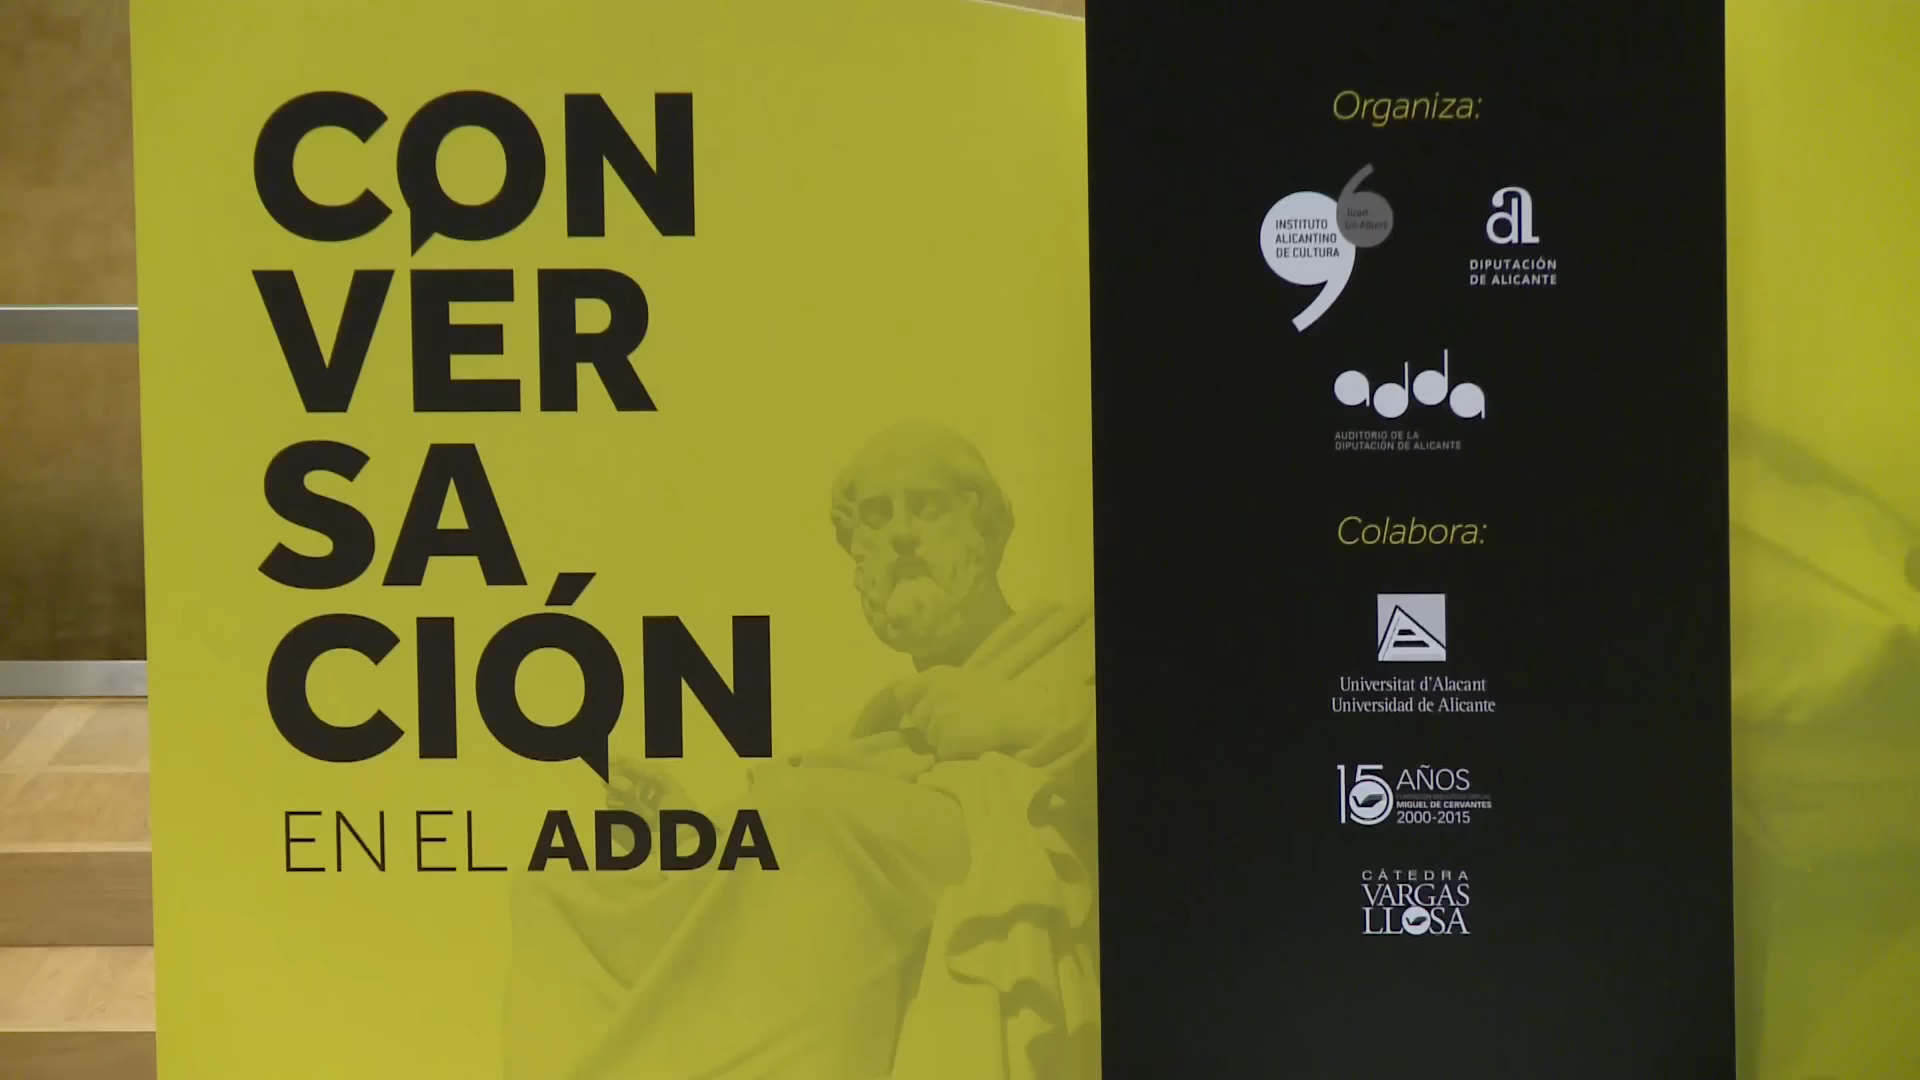 CON
VER
SA
CIÓN
EN EL ADDA
Organiza:
INSTITUTO
ALICANTINO
DE CULTURA
Juan
Gil-Albert
DIPUTACIÓN
DE ALICANTE
adda
AUDITORIO DE LA
DIPUTACIÓN DE ALICANTE
Colabora:
Universitat d'Alacant
Universidad de Alicante
15 AÑOS
MIGUEL DE CERVANTES
2000-2015
CÁTEDRA
VARGAS
LLOSA